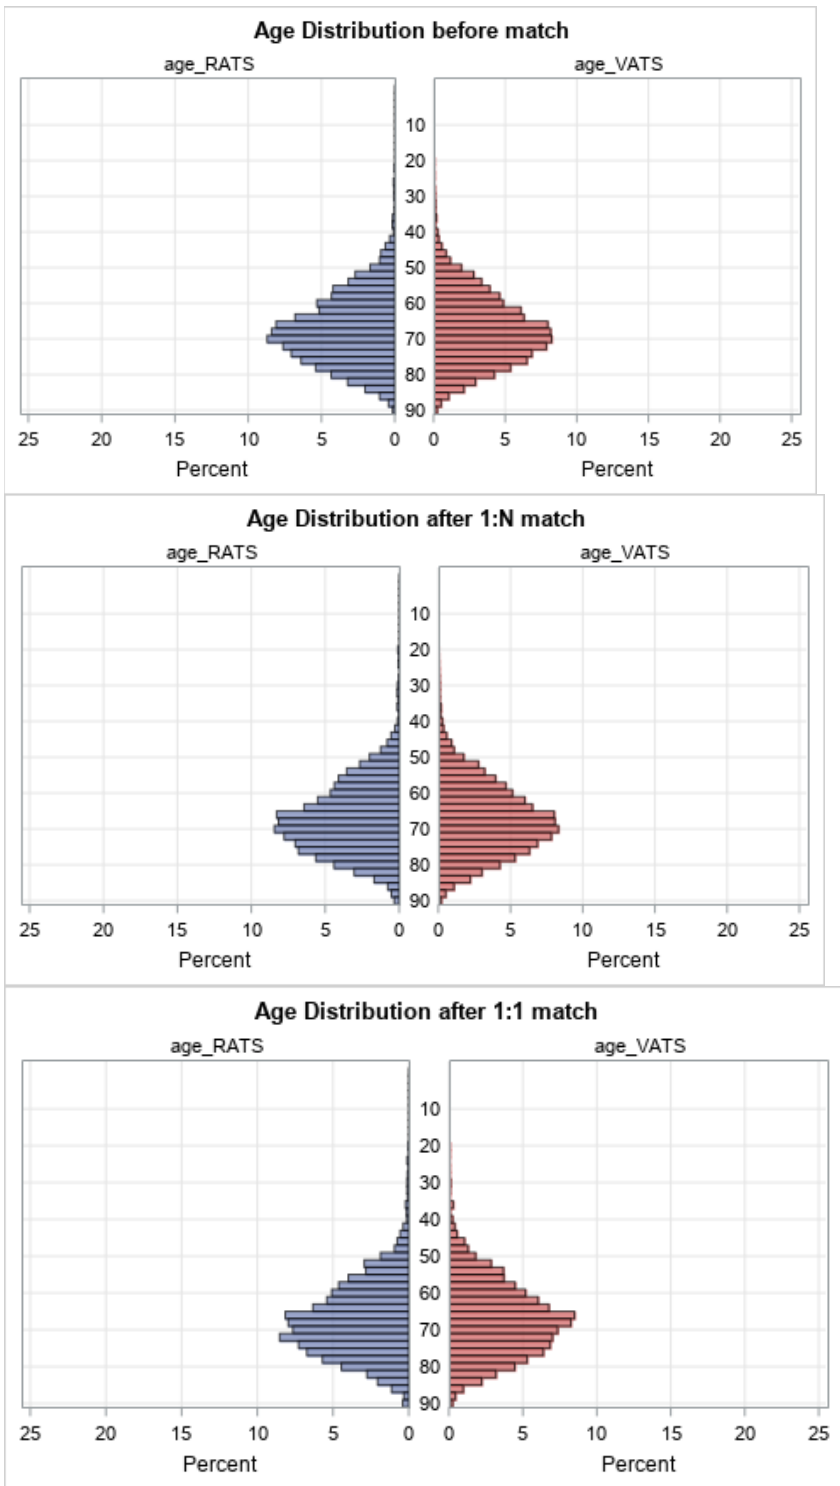 Age Distribution before match
age_RATS age_VATS
10
20
30
40
50
60
70
80
90
25 20 15 10 5 0 0 5 10 15 20 25
Percent Percent
Age Distribution after 1:N match
age_RATS age_VATS
10
20
30
40
50
60
70
80
90
25 20 15 10 5 0 0 5 10 15 20 25
Percent Percent
Age Distribution after 1:1 match
age_RATS age_VATS
10
20
30
40
50
60
70
80
90
25 20 15 10 5 0 0 5 10 15 20 25
Percent Percent